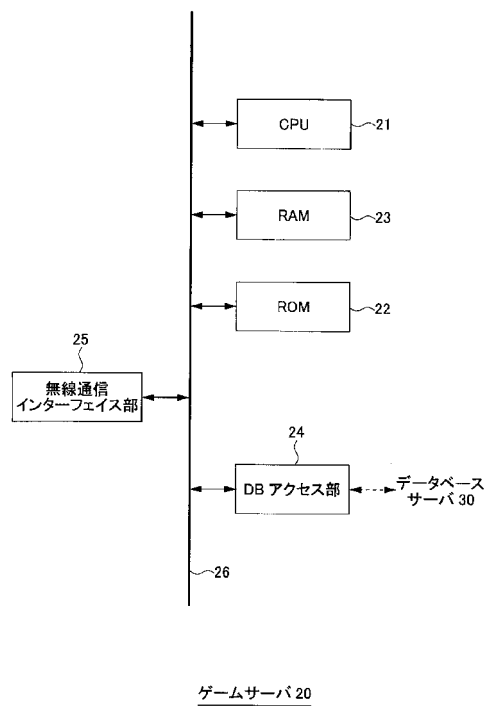 CPU
21
RAM
23
ROM
22
25
無線通信
インターフェイス部
24
DB アクセス部
データベース
サーバ 30
26
ゲームサーバ 20